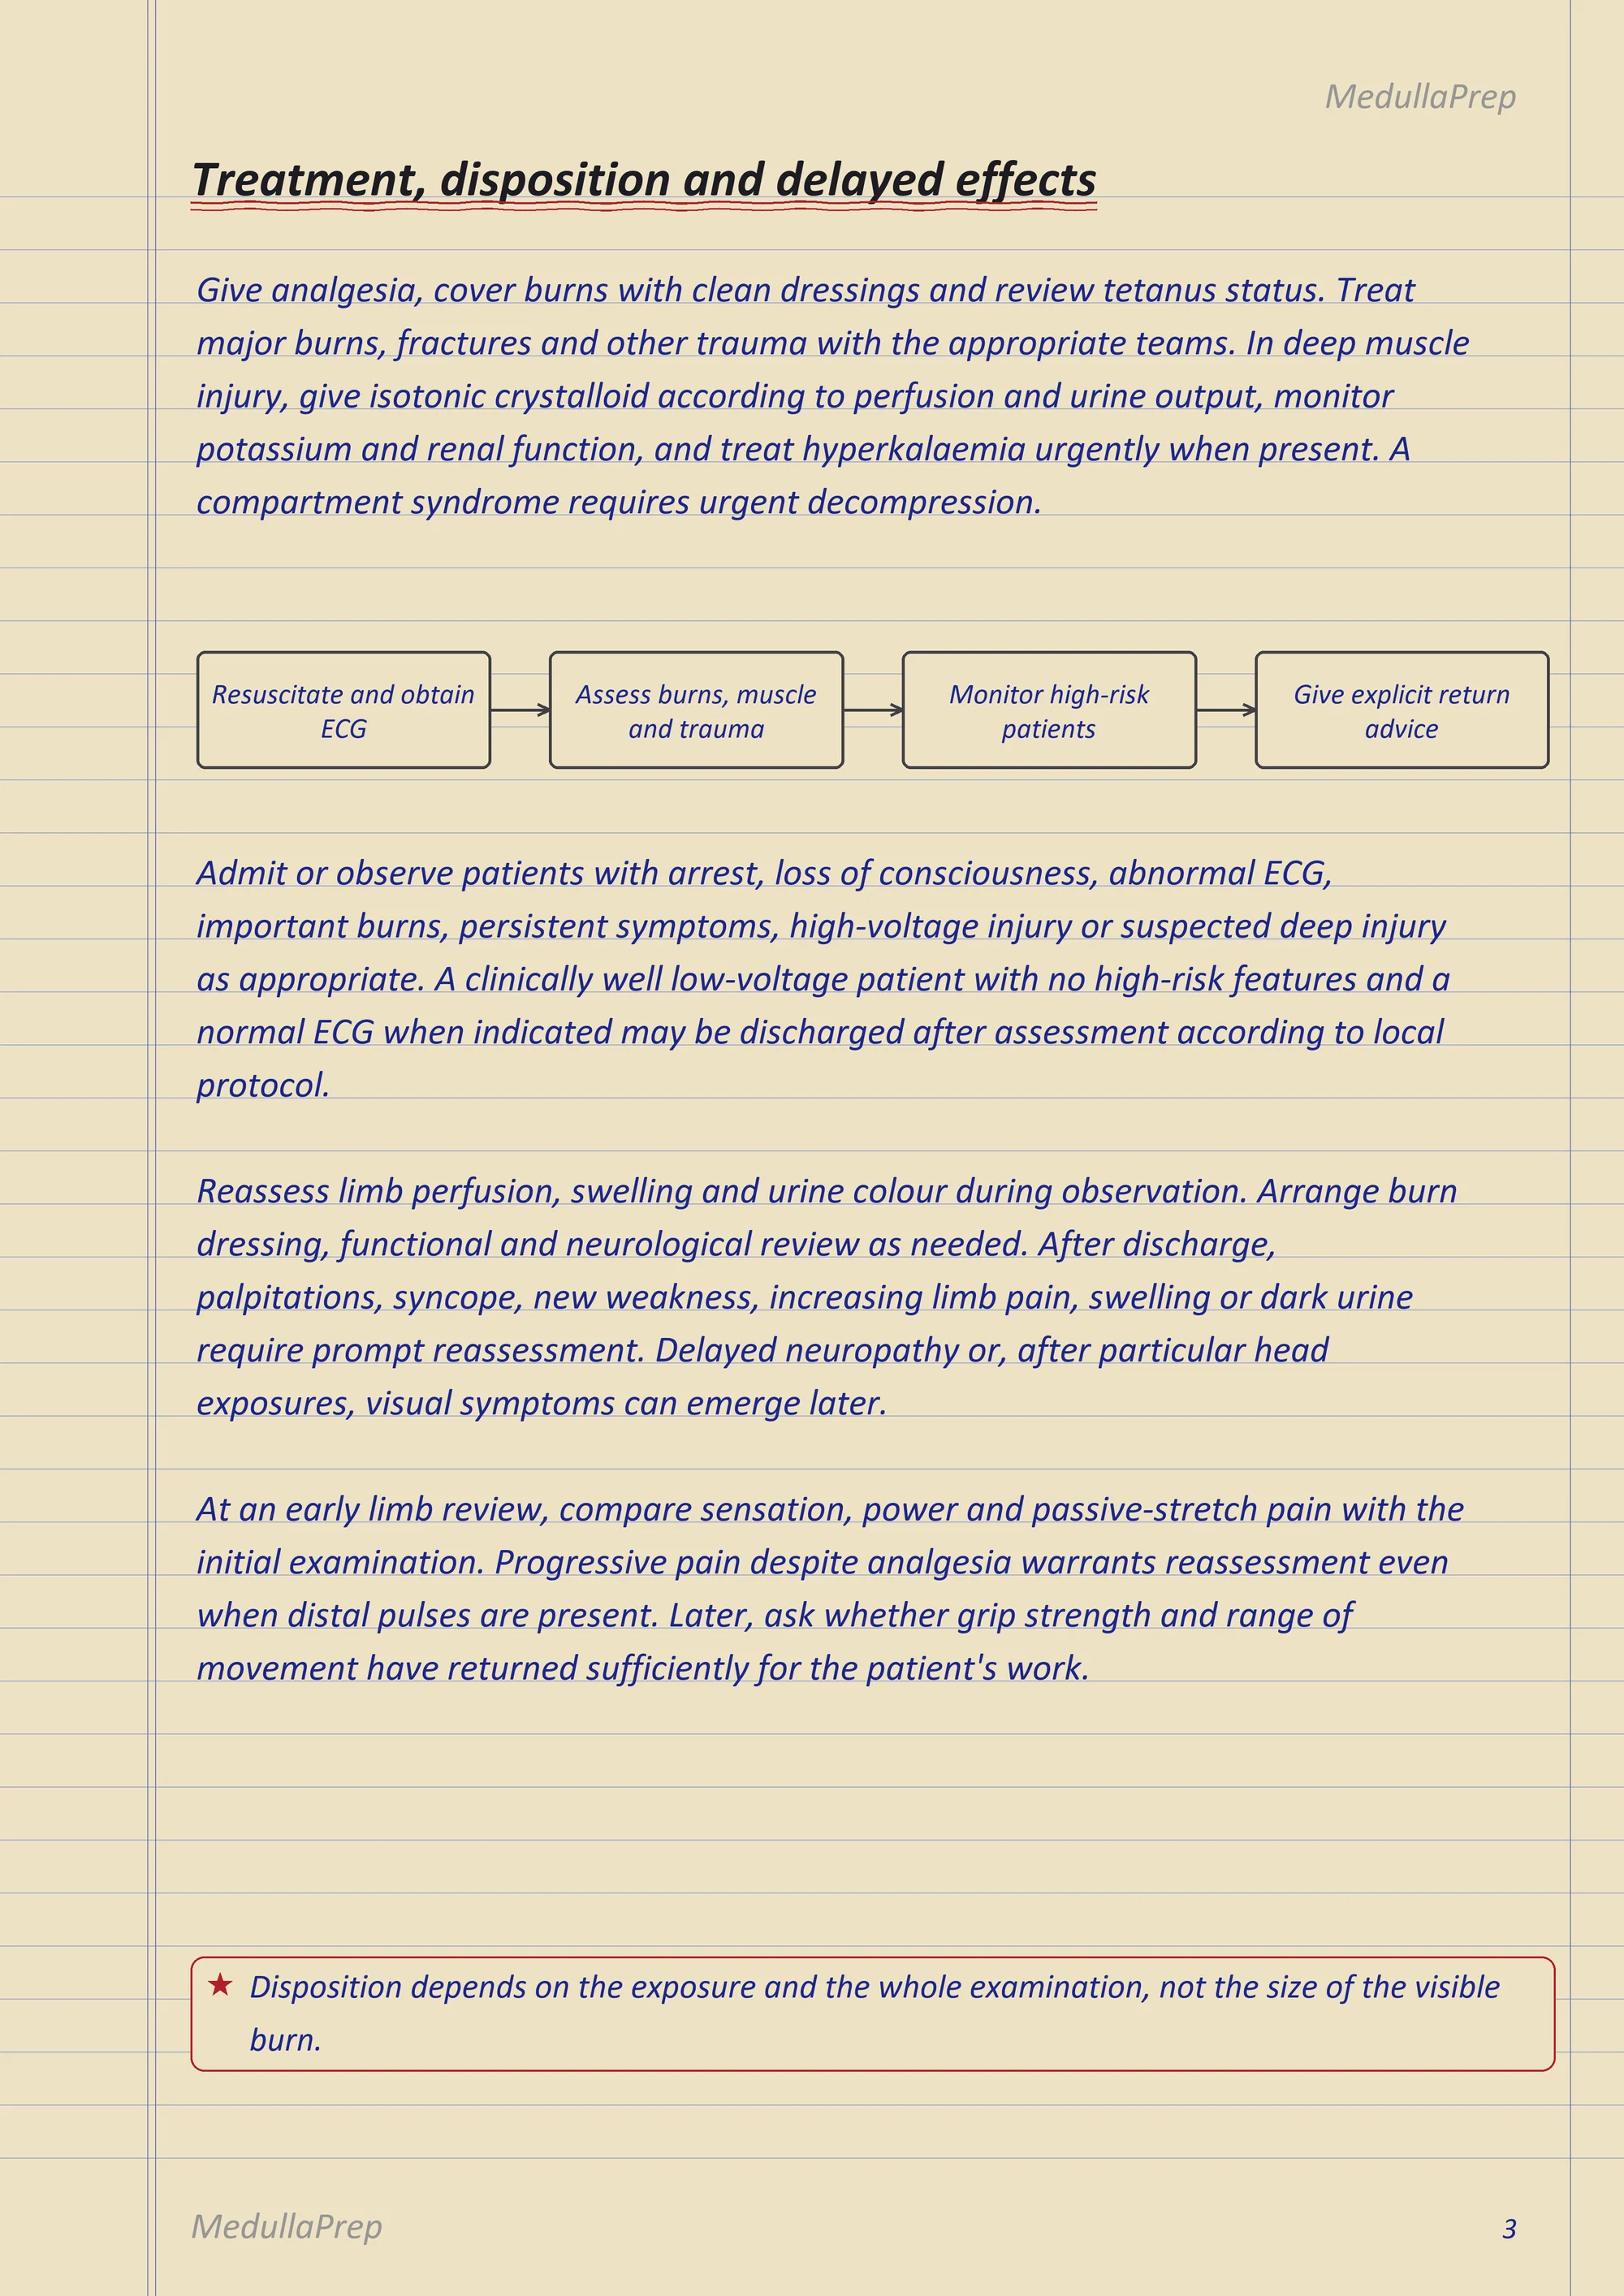 MedullaPrep
Treatment, disposition and delayed effects
Give analgesia, cover burns with clean dressings and review tetanus status. Treat
major burns, fractures and other trauma with the appropriate teams. In deep muscle
injury, give isotonic crystalloid according to perfusion and urine output, monitor
potassium and renal function, and treat hyperkalaemia urgently when present. A
compartment syndrome requires urgent decompression.
Resuscitate and obtain
ECG
Assess burns, muscle
and trauma
Monitor high-risk
patients
Give explicit return
advice
Admit or observe patients with arrest, loss of consciousness, abnormal ECG,
important burns, persistent symptoms, high-voltage injury or suspected deep injury
as appropriate. A clinically well low-voltage patient with no high-risk features and a
normal ECG when indicated may be discharged after assessment according to local
protocol.
Reassess limb perfusion, swelling and urine colour during observation. Arrange burn
dressing, functional and neurological review as needed. After discharge,
palpitations, syncope, new weakness, increasing limb pain, swelling or dark urine
require prompt reassessment. Delayed neuropathy or, after particular head
exposures, visual symptoms can emerge later.
At an early limb review, compare sensation, power and passive-stretch pain with the
initial examination. Progressive pain despite analgesia warrants reassessment even
when distal pulses are present. Later, ask whether grip strength and range of
movement have returned sufficiently for the patient's work.
★ Disposition depends on the exposure and the whole examination, not the size of the visible
burn.
MedullaPrep
3